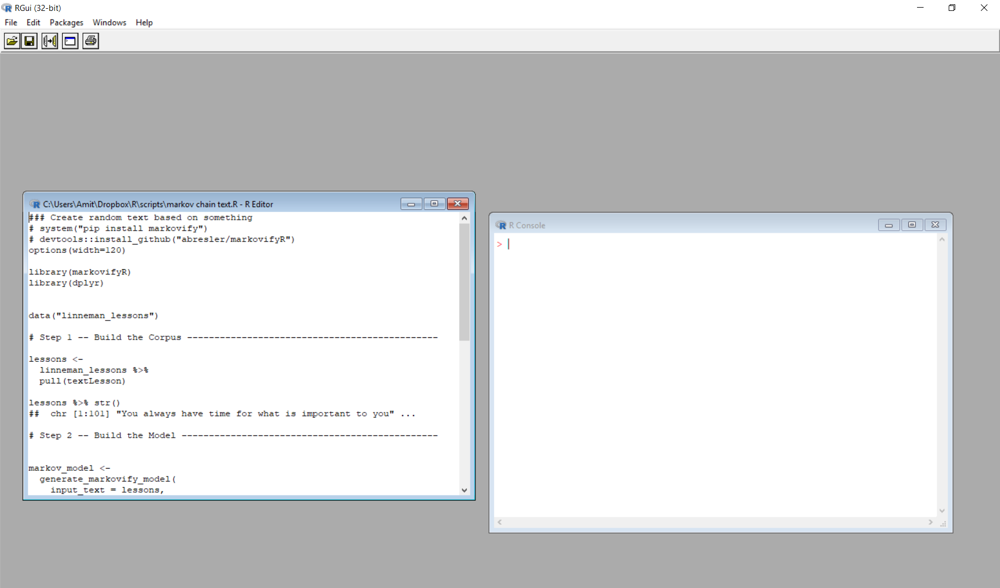 RGui (32-bit)
File Edit Packages Windows Help
C:\Users\Amit\Dropbox\R\scripts\markov chain text.R - R Editor
### Create random text based on something
# system("pip install markovify")
# devtools::install_github("abresler/markovifyR")
options(width=120)
library(markovifyR)
library(dplyr)
data("linneman_lessons")
# Step 1 -- Build the Corpus ----------------------------------------------
lessons <-
  linneman_lessons %>%
  pull(textLesson)
lessons %>% str()
##  chr [1:101] "You always have time for what is important to you" ...
# Step 2 -- Build the Model -----------------------------------------------
markov_model <-
  generate_markovify_model(
    input_text = lessons,
R Console
>